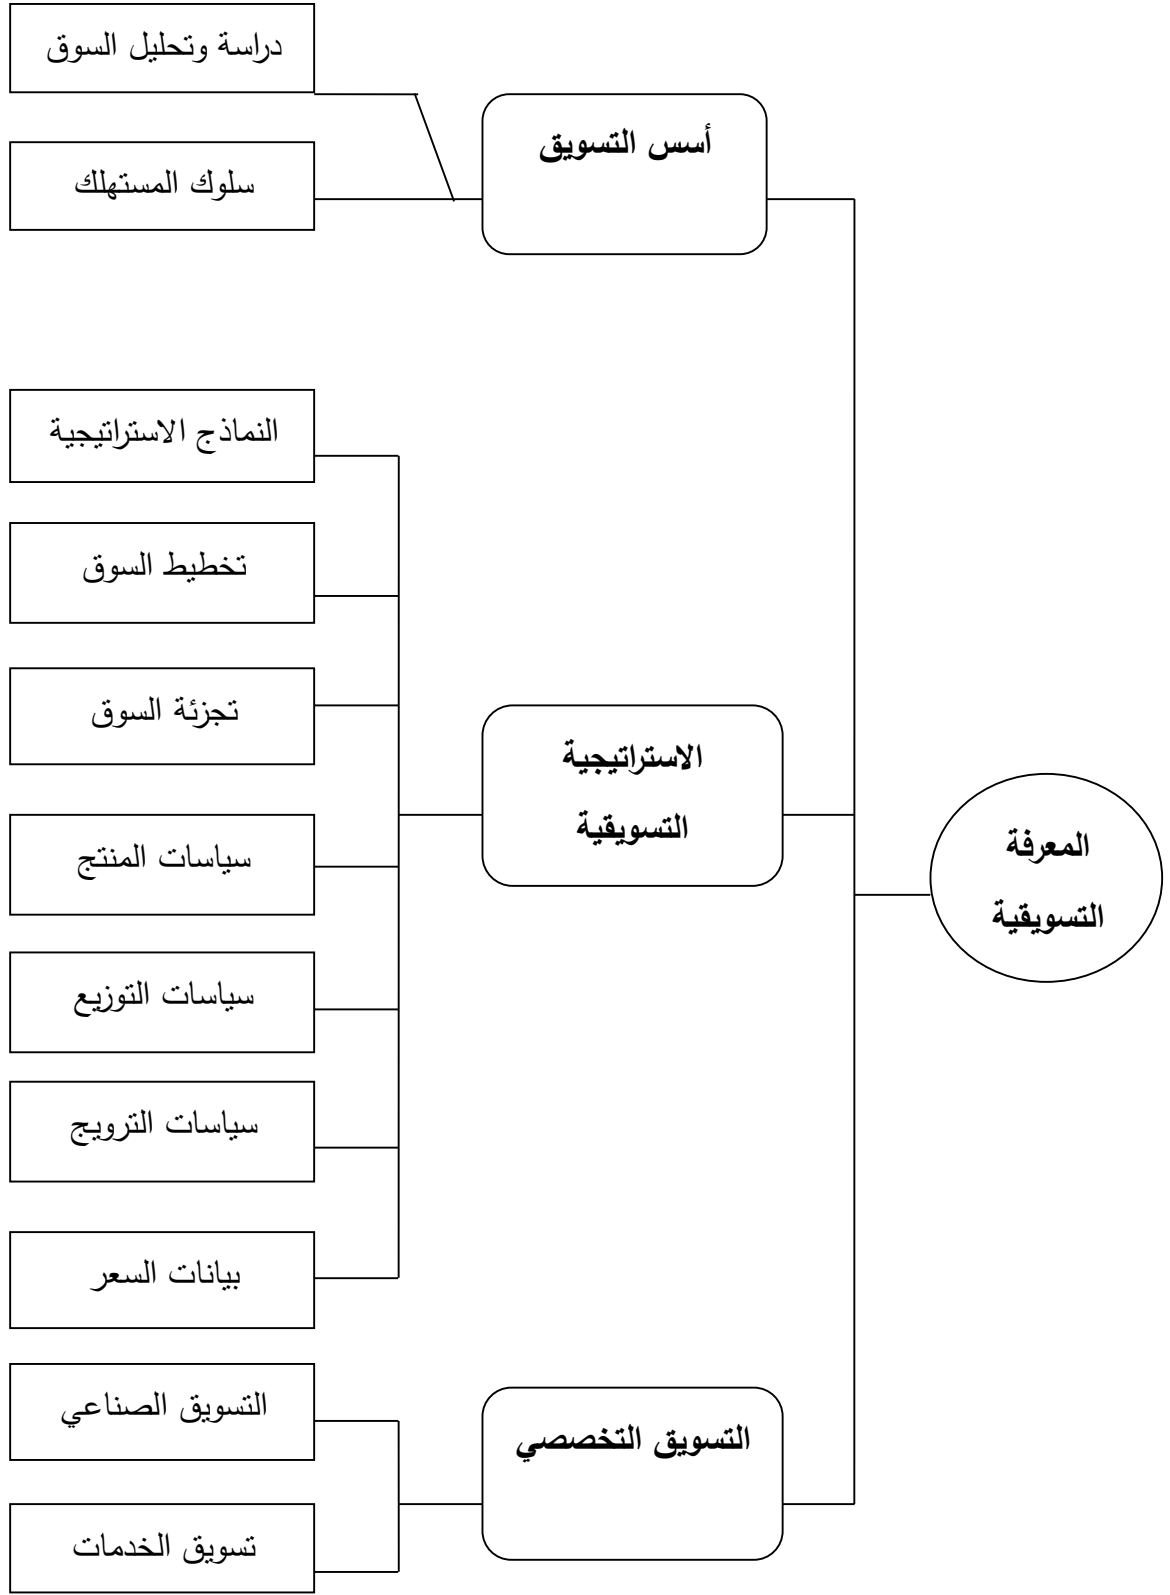 المعرفة
التسويقية
أسس التسويق
دراسة وتحليل السوق
سلوك المستهلك
الاستراتيجية
التسويقية
النماذج الاستراتيجية
تخطيط السوق
تجزئة السوق
سياسات المنتج
سياسات التوزيع
سياسات الترويج
بيانات السعر
التسويق التخصصي
التسويق الصناعي
تسويق الخدمات